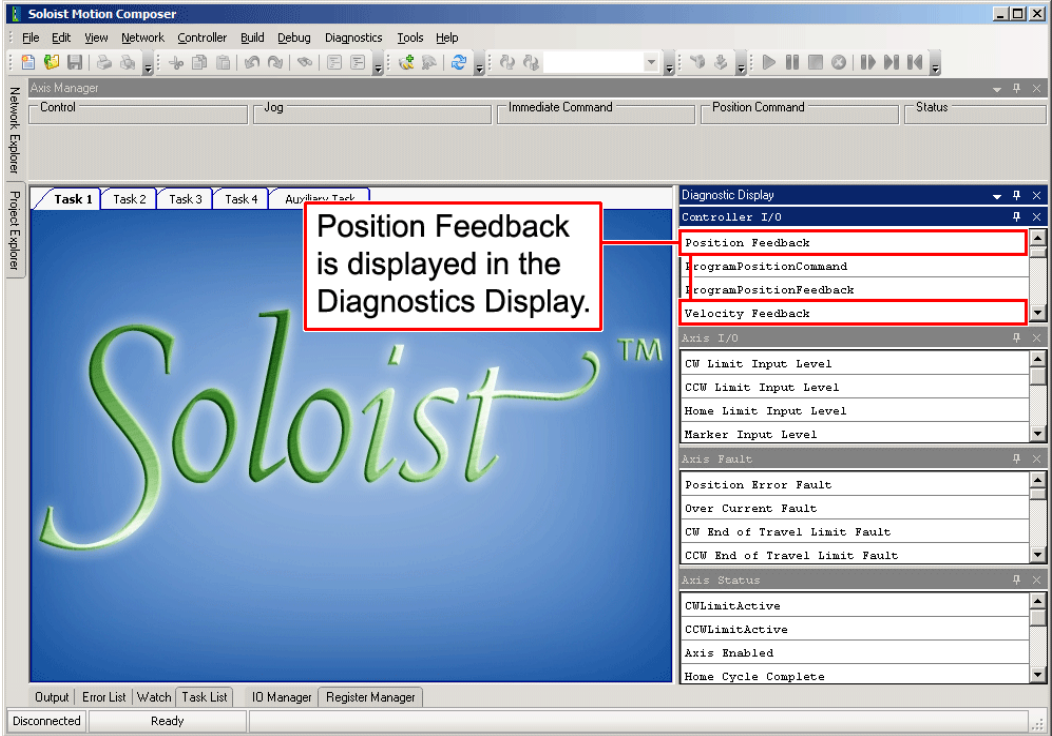 Soloist Motion Composer
File Edit View Network Controller Build Debug Diagnostics Tools Help
Axis Manager
Control Jog Immediate Command Position Command Status
Network Explorer
Project Explorer
Task 1 Task 2 Task 3 Task 4 Auxiliary Task
Position Feedback
is displayed in the
Diagnostics Display.
Soloist TM
Diagnostic Display
Controller I/O
Position Feedback
ProgramPositionCommand
ProgramPositionFeedback
Velocity Feedback
Axis I/O
CW Limit Input Level
CCW Limit Input Level
Home Limit Input Level
Marker Input Level
Axis Fault
Position Error Fault
Over Current Fault
CW End of Travel Limit Fault
CCW End of Travel Limit Fault
Axis Status
CWLimitActive
CCWLimitActive
Axis Enabled
Home Cycle Complete
Output Error List Watch Task List IO Manager Register Manager
Disconnected Ready